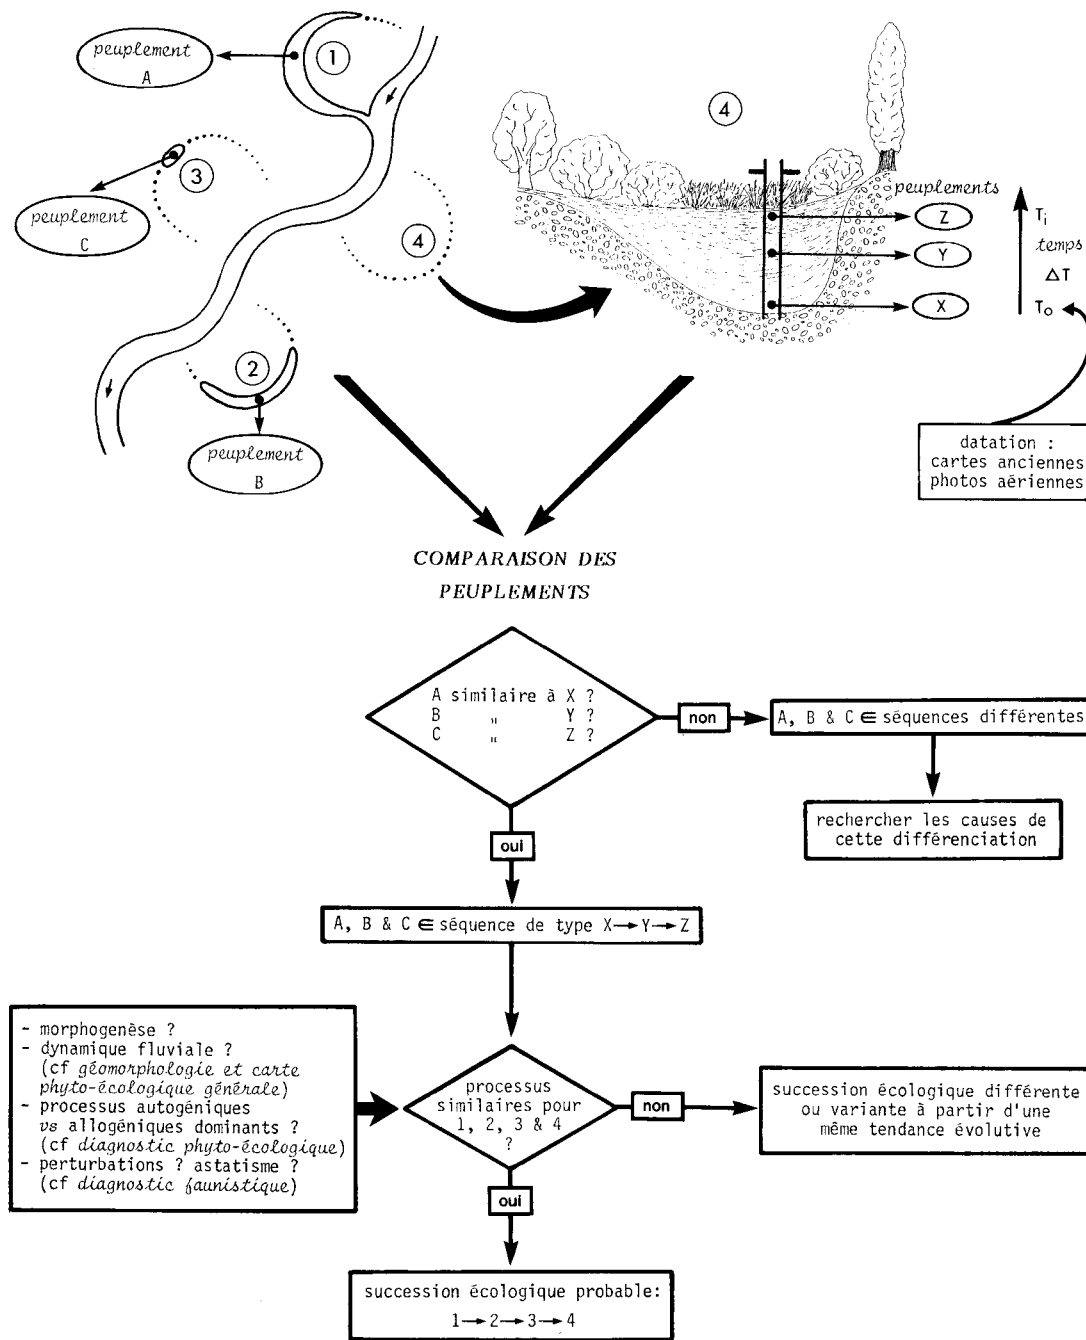 peuplement
A
1
3
peuplement
C
4
2
peuplement
B
4
peuplements
Z
Y
X
Ti
temps
ΔT
To
datation :
cartes anciennes
photos aériennes
COMPARAISON DES
PEUPLEMENTS
A similaire à X ?
B " Y ?
C " Z ?
non
A, B & C ∈ séquences différentes
rechercher les causes de
cette différenciation
oui
A, B & C ∈ séquence de type X→Y→Z
- morphogenèse ?
- dynamique fluviale ?
(cf géomorphologie et carte
phyto-écologique générale)
- processus autogéniques
vs allogéniques dominants ?
(cf diagnostic phyto-écologique)
- perturbations ? astatisme ?
(cf diagnostic faunistique)
processus
similaires pour
1, 2, 3 & 4
?
non
succession écologique différente
ou variante à partir d'une
même tendance évolutive
oui
succession écologique probable:
1→2→3→4